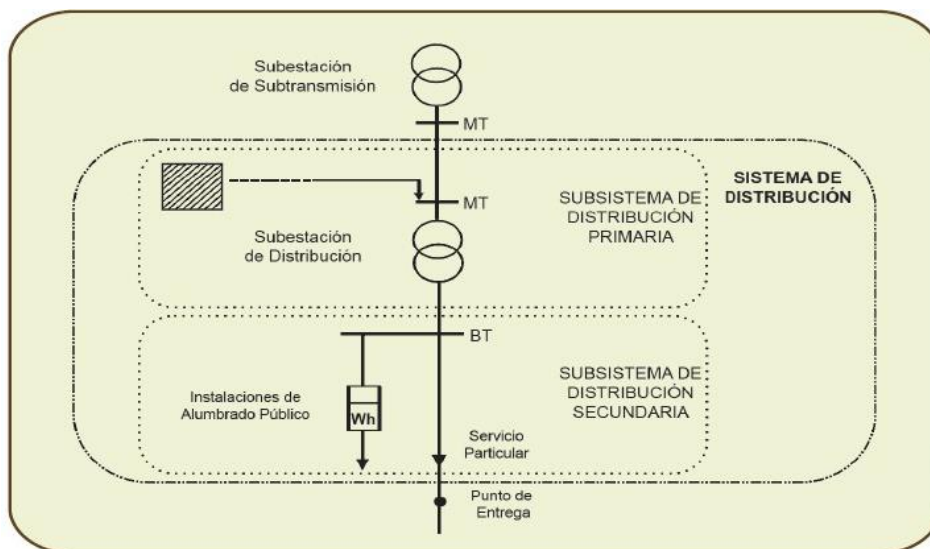 Subestación
de Subtransmisión
MT
SISTEMA DE
DISTRIBUCIÓN
MT
SUBSISTEMA DE
DISTRIBUCIÓN
PRIMARIA
Subestación
de Distribución
BT
SUBSISTEMA DE
DISTRIBUCIÓN
SECUNDARIA
Instalaciones de
Alumbrado Público
Wh
Servicio
Particular
Punto de
Entrega